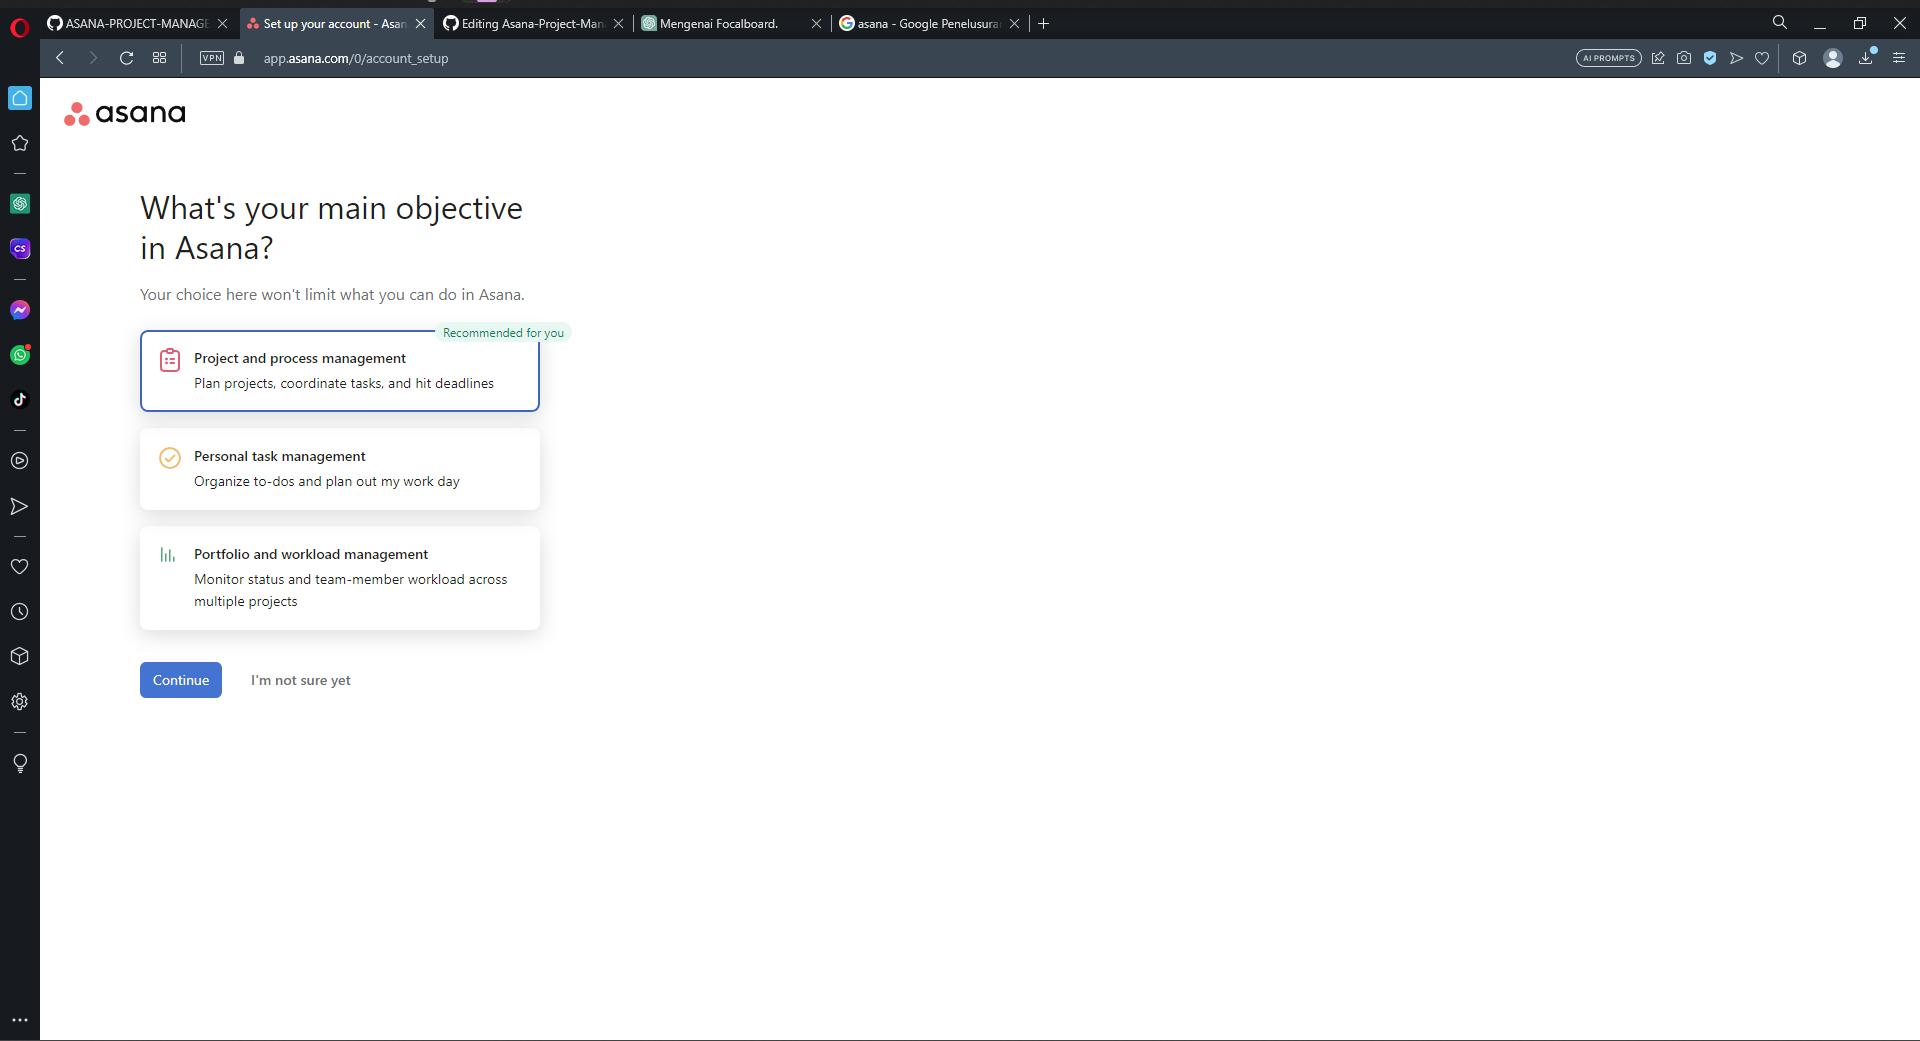 ASANA-PROJECT-MANAGE
Set up your account - Asan
Editing Asana-Project-Man
Mengenai Focalboard.
asana - Google Penelusura
VPN
app.asana.com/0/account_setup
AI PROMPTS
CS
asana
What's your main objective
in Asana?
Your choice here won't limit what you can do in Asana.
Recommended for you
Project and process management
Plan projects, coordinate tasks, and hit deadlines
Personal task management
Organize to-dos and plan out my work day
Portfolio and workload management
Monitor status and team-member workload across
multiple projects
Continue
I'm not sure yet